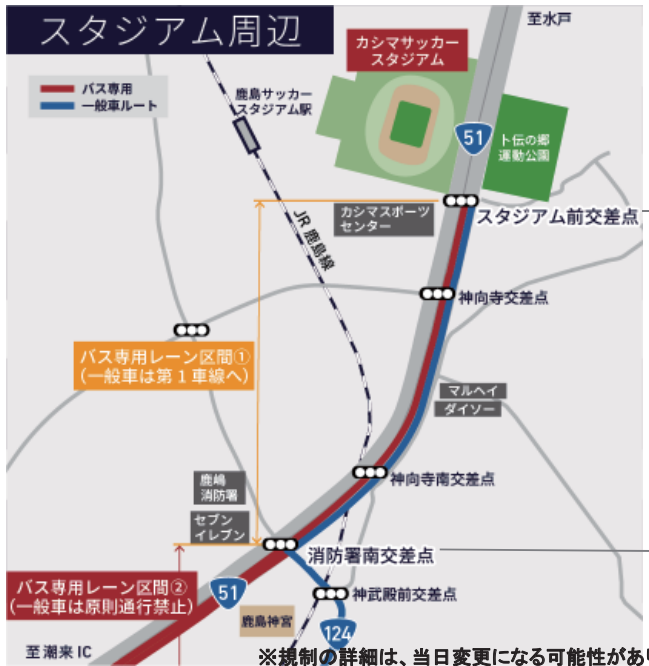 スタジアム周辺
至水戸
カシマサッカー
スタジアム
バス専用
一般車ルート
鹿島サッカー
スタジアム駅
51
卜伝の郷
運動公園
カシマスポーツ
センター
スタジアム前交差点
JR 鹿島線
神向寺交差点
バス専用レーン区間①
(一般車は第1車線へ)
マルヘイ
ダイソー
鹿嶋
消防署
神向寺南交差点
セブン
イレブン
消防署南交差点
バス専用レーン区間②
(一般車は原則通行禁止)
51
神武殿前交差点
鹿島神宮
124
至潮来 IC
※規制の詳細は、当日変更になる可能性があ